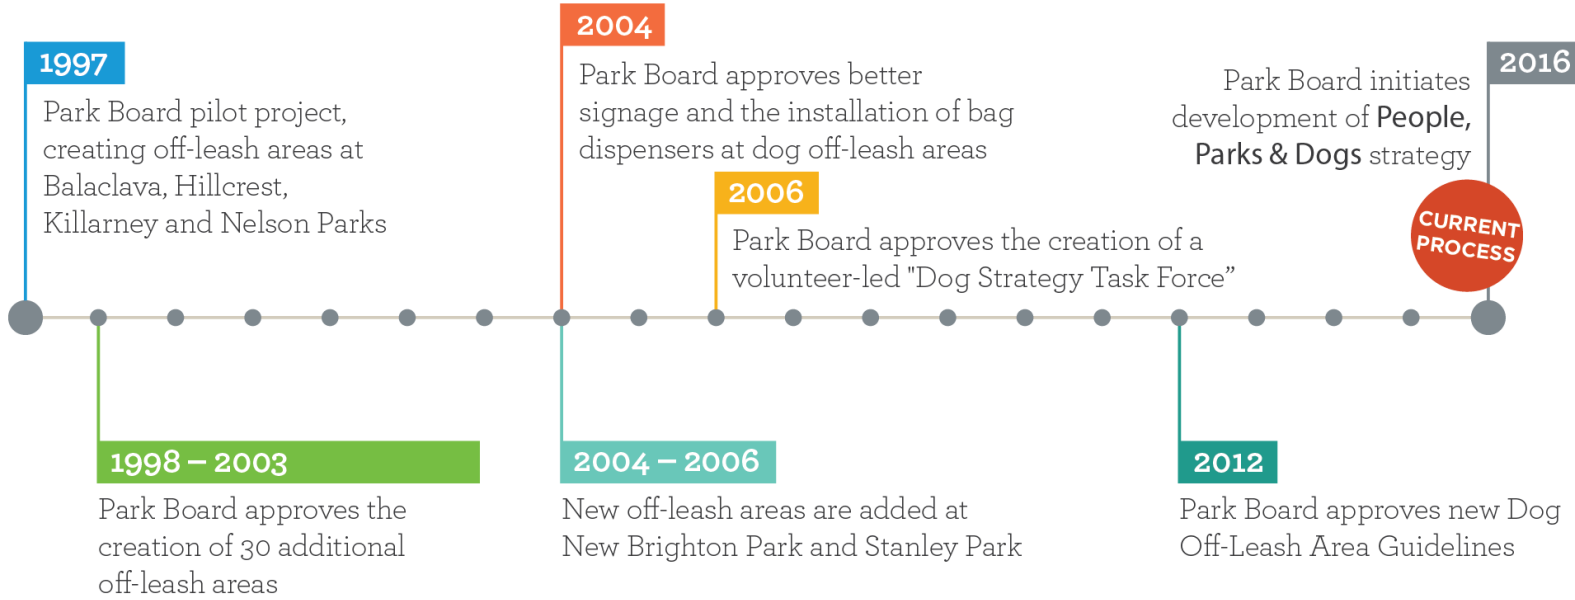 1997
Park Board pilot project,
creating off-leash areas at
Balaclava, Hillcrest,
Killarney and Nelson Parks
2004
Park Board approves better
signage and the installation of bag
dispensers at dog off-leash areas
2006
Park Board approves the creation of a
volunteer-led "Dog Strategy Task Force”
2016
Park Board initiates
development of People,
Parks & Dogs strategy
CURRENT
PROCESS
1998 – 2003
Park Board approves the
creation of 30 additional
off-leash areas
2004 – 2006
New off-leash areas are added at
New Brighton Park and Stanley Park
2012
Park Board approves new Dog
Off-Leash Area Guidelines